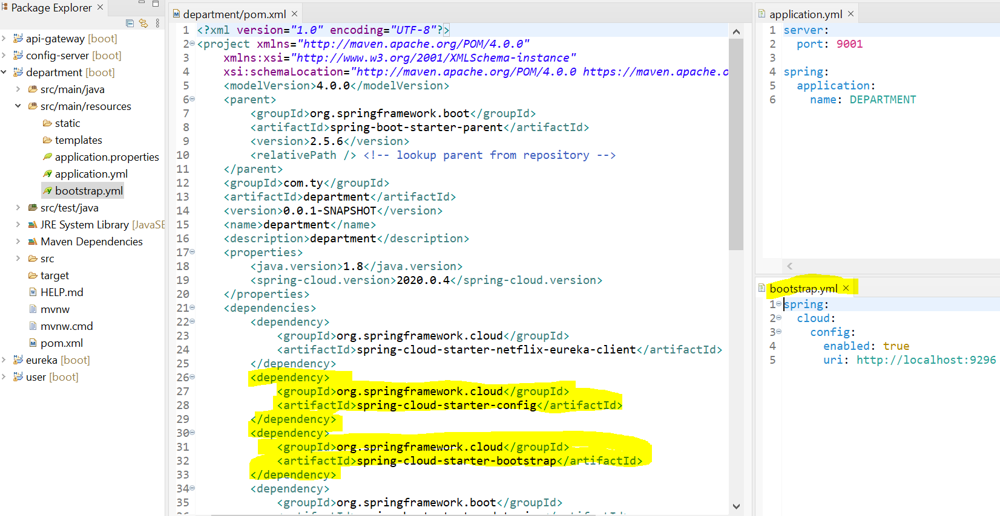 Package Explorer
api-gateway [boot]
config-server [boot]
department [boot]
src/main/java
src/main/resources
static
templates
application.properties
application.yml
bootstrap.yml
src/test/java
JRE System Library [JavaSE
Maven Dependencies
src
target
HELP.md
mvnw
mvnw.cmd
pom.xml
eureka [boot]
user [boot]
department/pom.xml
1 <?xml version="1.0" encoding="UTF-8"?>
2 <project xmlns="http://maven.apache.org/POM/4.0.0"
3 xmlns:xsi="http://www.w3.org/2001/XMLSchema-instance"
4 xsi:schemaLocation="http://maven.apache.org/POM/4.0.0 https://maven.apache.o
5 <modelVersion>4.0.0</modelVersion>
6 <parent>
7 <groupId>org.springframework.boot</groupId>
8 <artifactId>spring-boot-starter-parent</artifactId>
9 <version>2.5.6</version>
10 <relativePath /> <!-- lookup parent from repository -->
11 </parent>
12 <groupId>com.ty</groupId>
13 <artifactId>department</artifactId>
14 <version>0.0.1-SNAPSHOT</version>
15 <name>department</name>
16 <description>department</description>
17 <properties>
18 <java.version>1.8</java.version>
19 <spring-cloud.version>2020.0.4</spring-cloud.version>
20 </properties>
21 <dependencies>
22 <dependency>
23 <groupId>org.springframework.cloud</groupId>
24 <artifactId>spring-cloud-starter-netflix-eureka-client</artifactId>
25 </dependency>
26 <dependency>
27 <groupId>org.springframework.cloud</groupId>
28 <artifactId>spring-cloud-starter-config</artifactId>
29 </dependency>
30 <dependency>
31 <groupId>org.springframework.cloud</groupId>
32 <artifactId>spring-cloud-starter-bootstrap</artifactId>
33 </dependency>
34 <dependency>
35 <groupId>org.springframework.boot</groupId>
application.yml
1 server:
2 port: 9001
3
4 spring:
5 application:
6 name: DEPARTMENT
bootstrap.yml
1 spring:
2 cloud:
3 config:
4 enabled: true
5 uri: http://localhost:9296